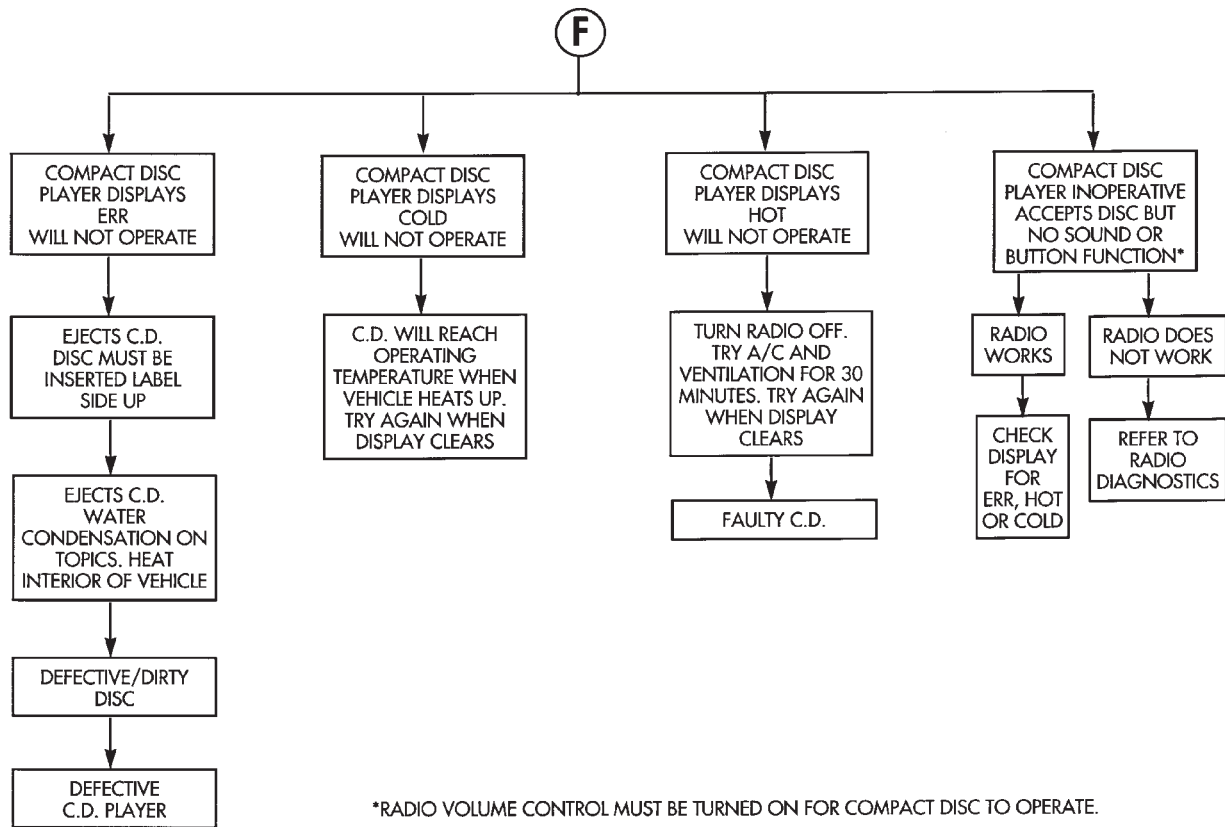 F
COMPACT DISC
PLAYER DISPLAYS
ERR
WILL NOT OPERATE
EJECTS C.D.
DISC MUST BE
INSERTED LABEL
SIDE UP
EJECTS C.D.
WATER
CONDENSATION ON
TOPICS. HEAT
INTERIOR OF VEHICLE
DEFECTIVE/DIRTY
DISC
DEFECTIVE
C.D. PLAYER
COMPACT DISC
PLAYER DISPLAYS
COLD
WILL NOT OPERATE
C.D. WILL REACH
OPERATING
TEMPERATURE WHEN
VEHICLE HEATS UP.
TRY AGAIN WHEN
DISPLAY CLEARS
COMPACT DISC
PLAYER DISPLAYS
HOT
WILL NOT OPERATE
TURN RADIO OFF.
TRY A/C AND
VENTILATION FOR 30
MINUTES. TRY AGAIN
WHEN DISPLAY
CLEARS
FAULTY C.D.
COMPACT DISC
PLAYER INOPERATIVE
ACCEPTS DISC BUT
NO SOUND OR
BUTTON FUNCTION*
RADIO
WORKS
CHECK
DISPLAY
FOR
ERR, HOT
OR COLD
RADIO DOES
NOT WORK
REFER TO
RADIO
DIAGNOSTICS
*RADIO VOLUME CONTROL MUST BE TURNED ON FOR COMPACT DISC TO OPERATE.